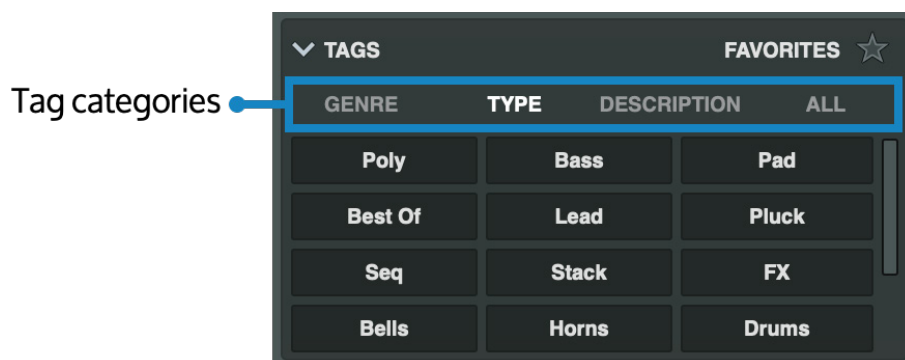 TAGS FAVORITES
Tag categories
GENRE TYPE DESCRIPTION ALL
Poly Bass Pad
Best Of Lead Pluck
Seq Stack FX
Bells Horns Drums